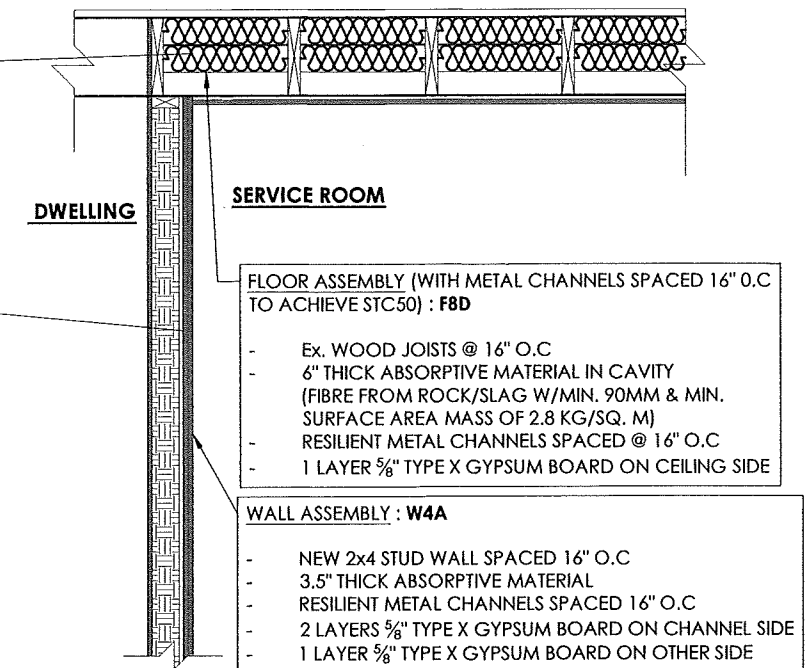 DWELLING
SERVICE ROOM
FLOOR ASSEMBLY (WITH METAL CHANNELS SPACED 16" 0.C
TO ACHIEVE STC50) : F8D
- Ex. WOOD JOISTS @ 16" O.C
- 6" THICK ABSORPTIVE MATERIAL IN CAVITY
(FIBRE FROM ROCK/SLAG W/MIN. 90MM & MIN.
SURFACE AREA MASS OF 2.8 KG/SQ. M)
- RESILIENT METAL CHANNELS SPACED @ 16" O.C
- 1 LAYER ⅝" TYPE X GYPSUM BOARD ON CEILING SIDE
WALL ASSEMBLY : W4A
- NEW 2x4 STUD WALL SPACED 16" O.C
- 3.5" THICK ABSORPTIVE MATERIAL
- RESILIENT METAL CHANNELS SPACED 16" O.C
- 2 LAYERS ⅝" TYPE X GYPSUM BOARD ON CHANNEL SIDE
- 1 LAYER ⅝" TYPE X GYPSUM BOARD ON OTHER SIDE